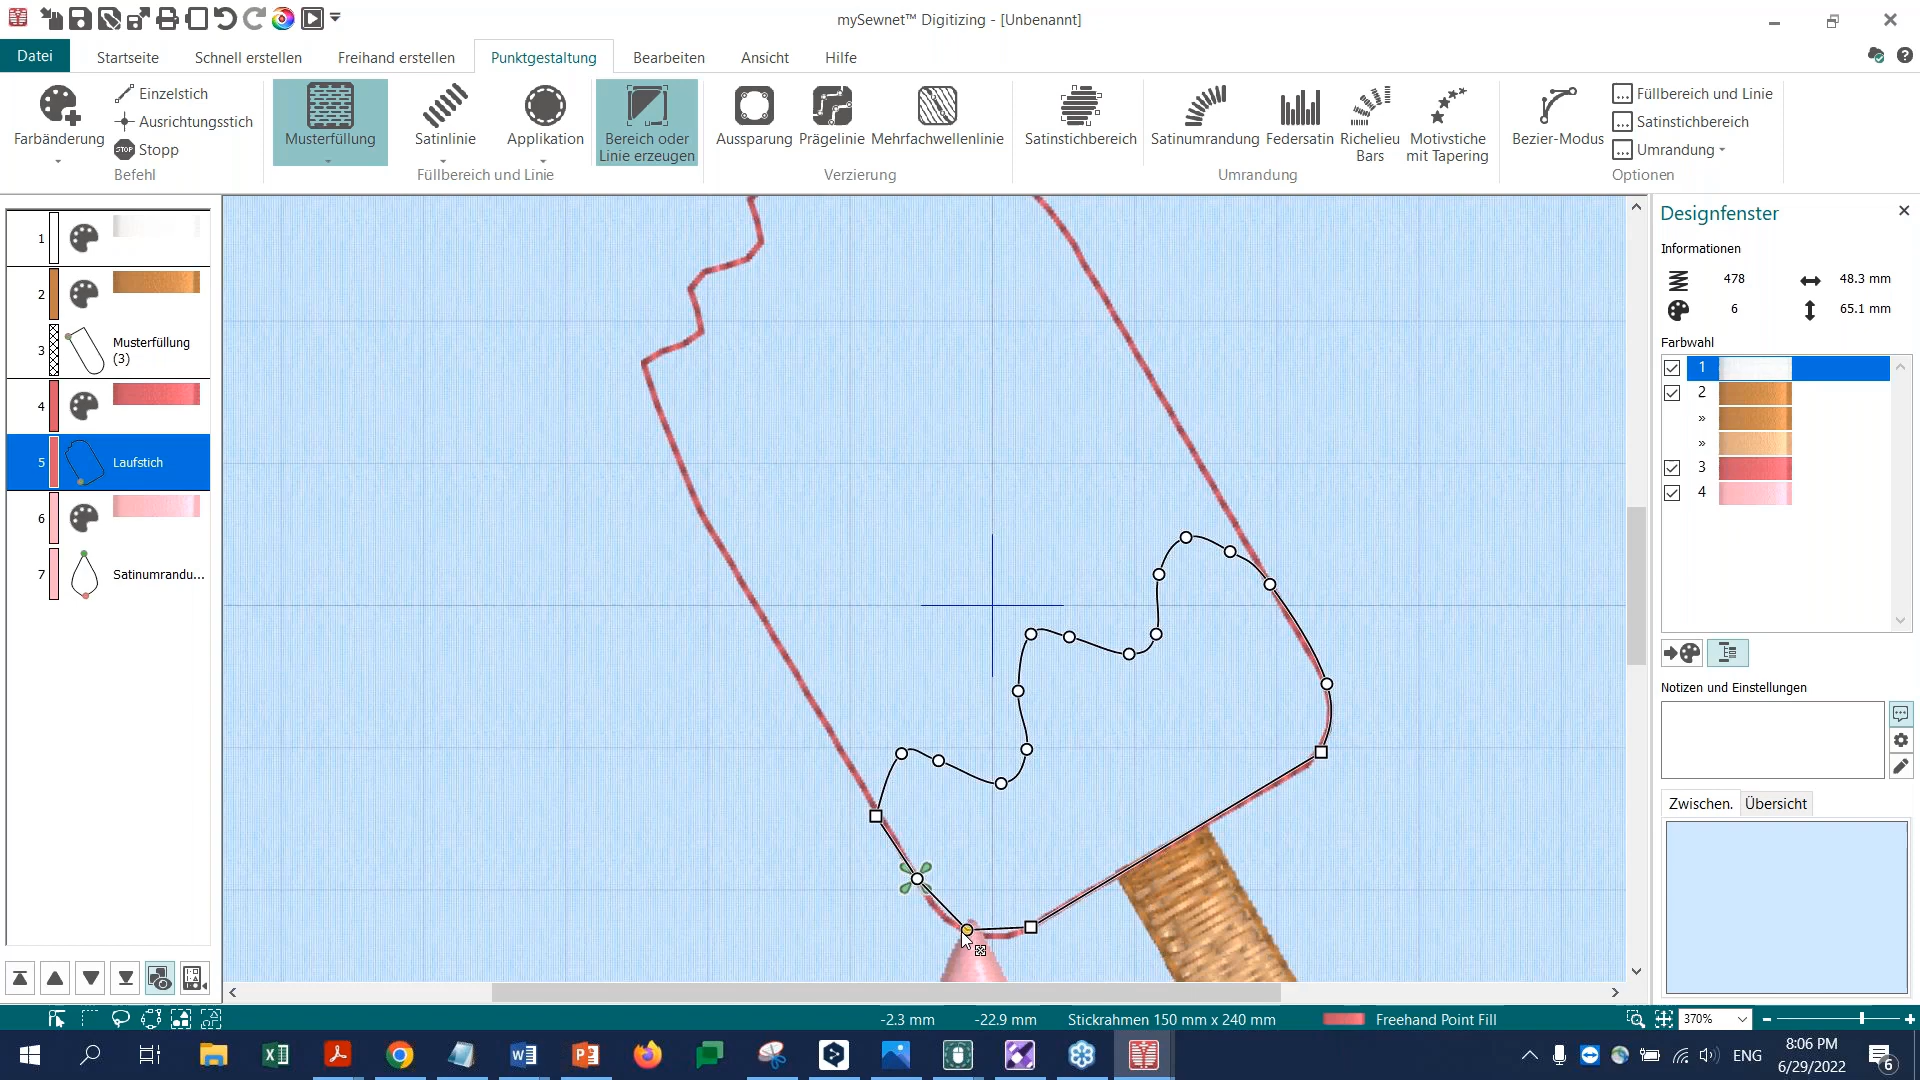 mySewnet™ Digitizing - [Unbenannt]
Datei Startseite Schnell erstellen Freihand erstellen Punktgestaltung Bearbeiten Ansicht Hilfe
Farbänderung
Einzelstich
Ausrichtungsstich
STOP Stopp
Befehl
Musterfüllung
Satinlinie
Applikation
Bereich oder
Linie erzeugen
Füllbereich und Linie
Aussparung
Prägelinie
Mehrfachwellenlinie
Verzierung
Satinstichbereich
Satinumrandung
Federsatin
Richelieu
Bars
Motivstiche
mit Tapering
Umrandung
Bezier-Modus
Füllbereich und Linie
Satinstichbereich
Umrandung
Optionen
1
2
3 Musterfüllung
(3)
4
5 Laufstich
6
7 Satinumrandu...
Designfenster
Informationen
478 48.3 mm
6 65.1 mm
Farbwahl
1
2
»
»
3
4
Notizen und Einstellungen
Zwischen. Übersicht
-2.3 mm -22.9 mm Stickrahmen 150 mm x 240 mm Freehand Point Fill 370%
ENG
8:06 PM
6/29/2022
6